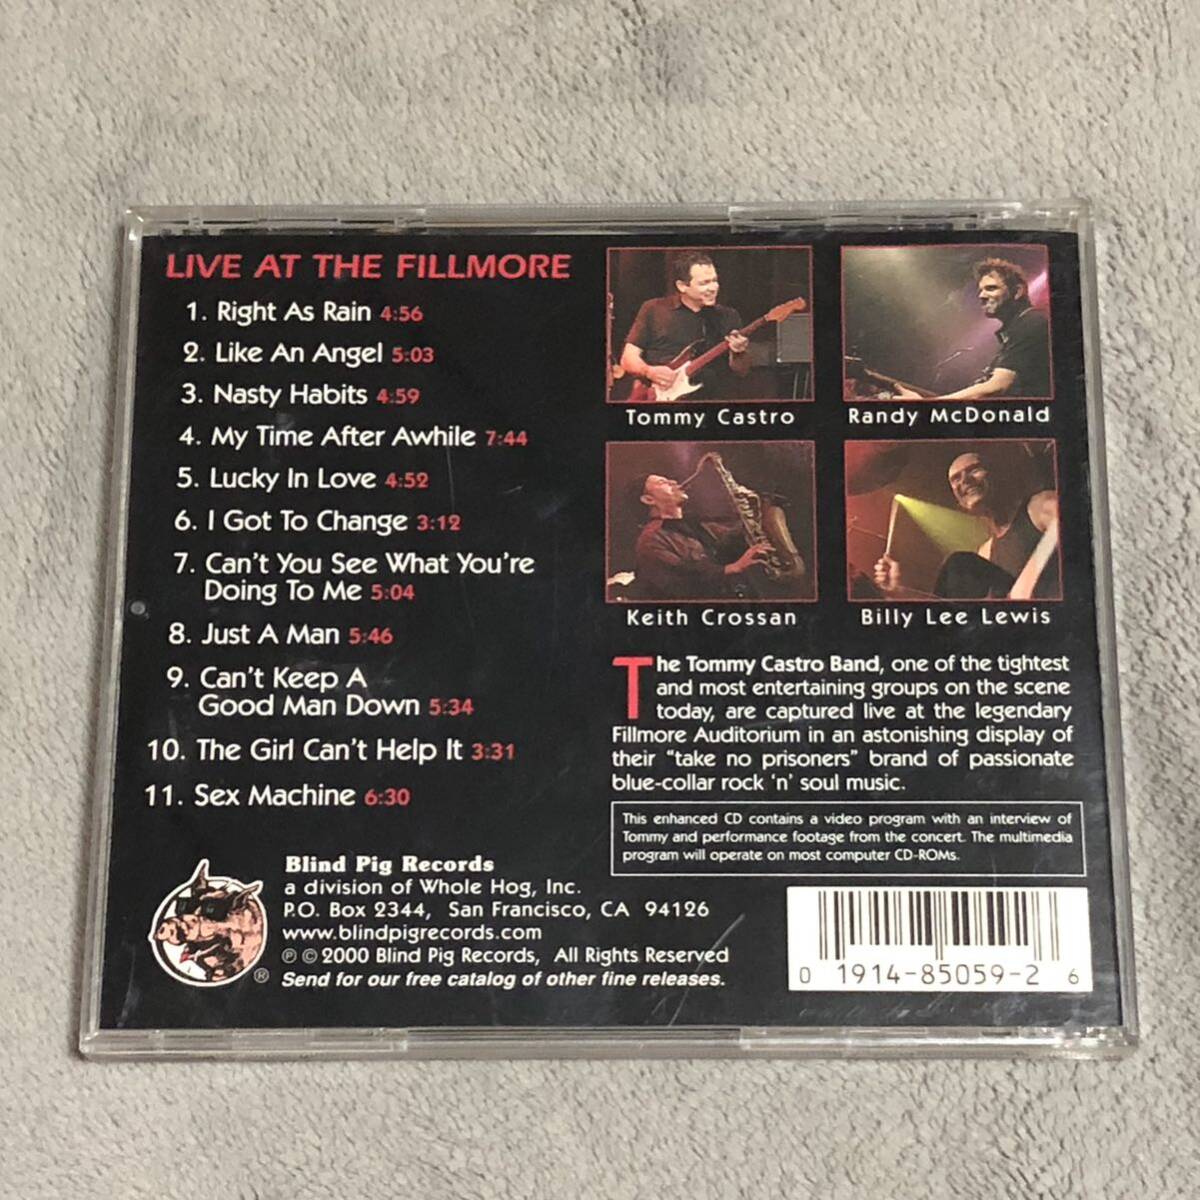 LIVE AT THE FILLMORE
1. Right As Rain 4:56
2. Like An Angel 5:03
3. Nasty Habits 4:59
4. My Time After Awhile 7:44
5. Lucky In Love 4:52
6. I Got To Change 3:12
7. Can't You See What You're
Doing To Me 5:04
8. Just A Man 5:46
9. Can't Keep A
Good Man Down 5:34
10. The Girl Can't Help It 3:31
11. Sex Machine 6:30
Tommy Castro
Randy McDonald
Keith Crossan
Billy Lee Lewis
The Tommy Castro Band, one of the tightest
and most entertaining groups on the scene
today, are captured live at the legendary
Fillmore Auditorium in an astonishing display of
their "take no prisoners" brand of passionate
blue-collar rock 'n' soul music.
This enhanced CD contains a video program with an interview of
Tommy and performance footage from the concert. The multimedia
program will operate on most computer CD-ROMs.
Blind Pig Records
a division of Whole Hog, Inc.
P.O. Box 2344, San Francisco, CA 94126
www.blindpigrecords.com
℗ © 2000 Blind Pig Records, All Rights Reserved
Send for our free catalog of other fine releases.
®
0 1914-85059-2 6